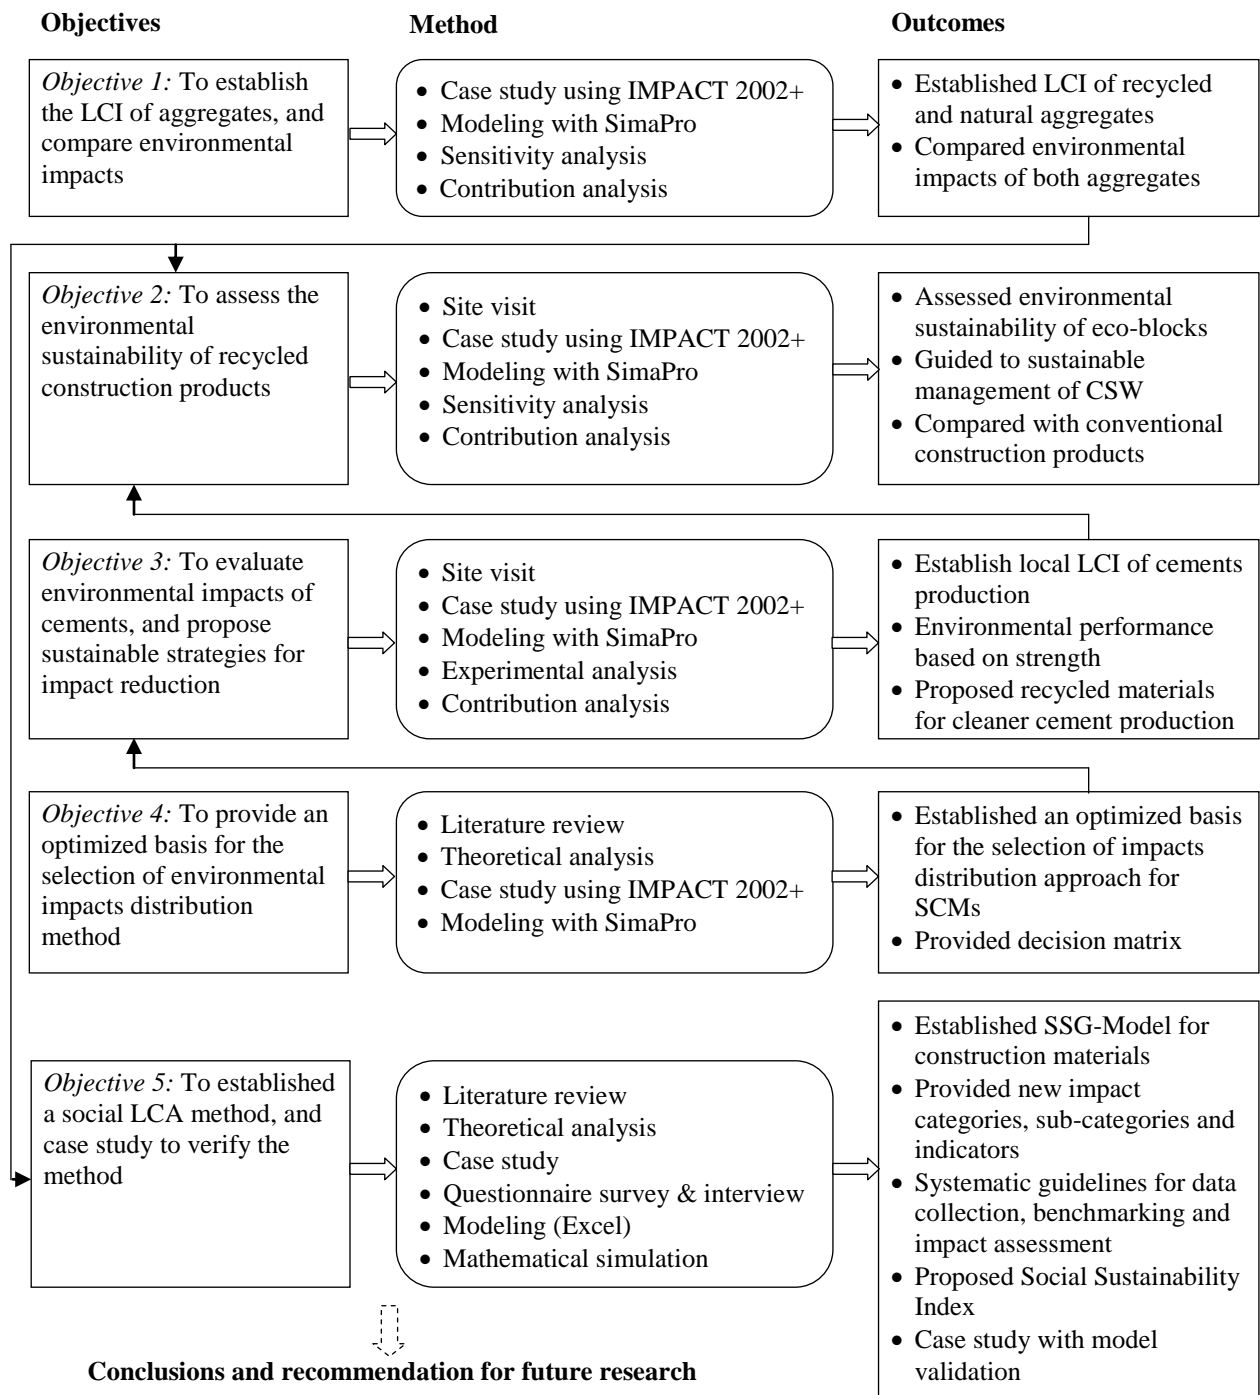 Objectives
Method
Outcomes
Objective 1: To establish
the LCI of aggregates, and
compare environmental
impacts
• Case study using IMPACT 2002+
• Modeling with SimaPro
• Sensitivity analysis
• Contribution analysis
• Established LCI of recycled
and natural aggregates
• Compared environmental
impacts of both aggregates
Objective 2: To assess the
environmental
sustainability of recycled
construction products
• Site visit
• Case study using IMPACT 2002+
• Modeling with SimaPro
• Sensitivity analysis
• Contribution analysis
• Assessed environmental
sustainability of eco-blocks
• Guided to sustainable
management of CSW
• Compared with conventional
construction products
Objective 3: To evaluate
environmental impacts of
cements, and propose
sustainable strategies for
impact reduction
• Site visit
• Case study using IMPACT 2002+
• Modeling with SimaPro
• Experimental analysis
• Contribution analysis
• Establish local LCI of cements
production
• Environmental performance
based on strength
• Proposed recycled materials
for cleaner cement production
Objective 4: To provide an
optimized basis for the
selection of environmental
impacts distribution
method
• Literature review
• Theoretical analysis
• Case study using IMPACT 2002+
• Modeling with SimaPro
• Established an optimized basis
for the selection of impacts
distribution approach for
SCMs
• Provided decision matrix
Objective 5: To established
a social LCA method, and
case study to verify the
method
• Literature review
• Theoretical analysis
• Case study
• Questionnaire survey & interview
• Modeling (Excel)
• Mathematical simulation
• Established SSG-Model for
construction materials
• Provided new impact
categories, sub-categories and
indicators
• Systematic guidelines for data
collection, benchmarking and
impact assessment
• Proposed Social Sustainability
Index
• Case study with model
validation
Conclusions and recommendation for future research